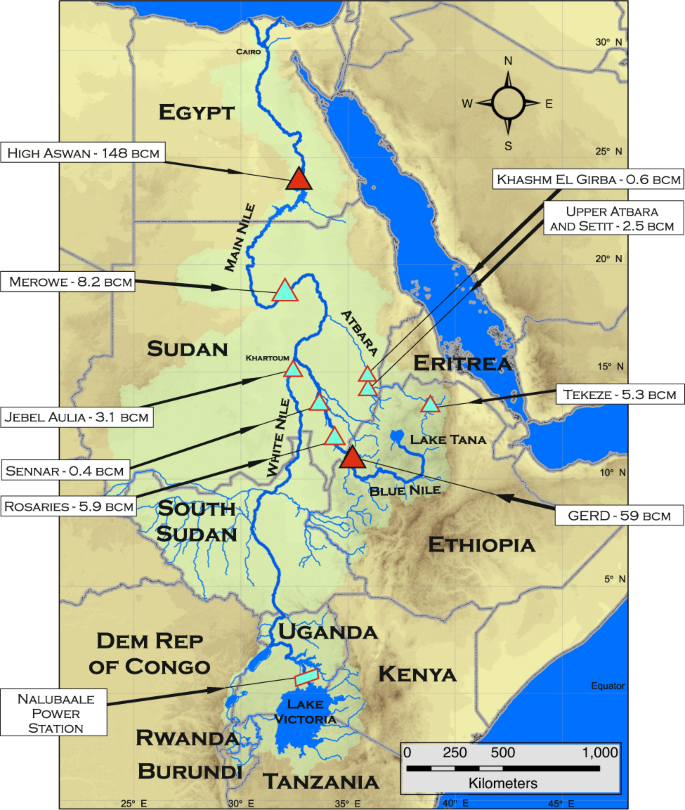 CAIRO
30° N
EGYPT
N
W
E
S
25° N
HIGH ASWAN - 148 BCM
KHASHM EL GIRBA - 0.6 BCM
UPPER ATBARA
AND SETIT - 2.5 BCM
MAIN NILE
20° N
MEROWE - 8.2 BCM
ATBARA
SUDAN
KHARTOUM
ERITREA
15° N
TEKEZE - 5.3 BCM
JEBEL AULIA - 3.1 BCM
WHITE NILE
LAKE TANA
SENNAR - 0.4 BCM
10° N
BLUE NILE
ROSARIES - 5.9 BCM
SOUTH
SUDAN
GERD - 59 BCM
ETHIOPIA
5° N
UGANDA
DEM REP
OF CONGO
KENYA
Equator
NALUBAALE
POWER
STATION
LAKE
VICTORIA
RWANDA
BURUNDI
TANZANIA
0 250 500 1,000
Kilometers
25° E
30° E
35° E
40° E
45° E